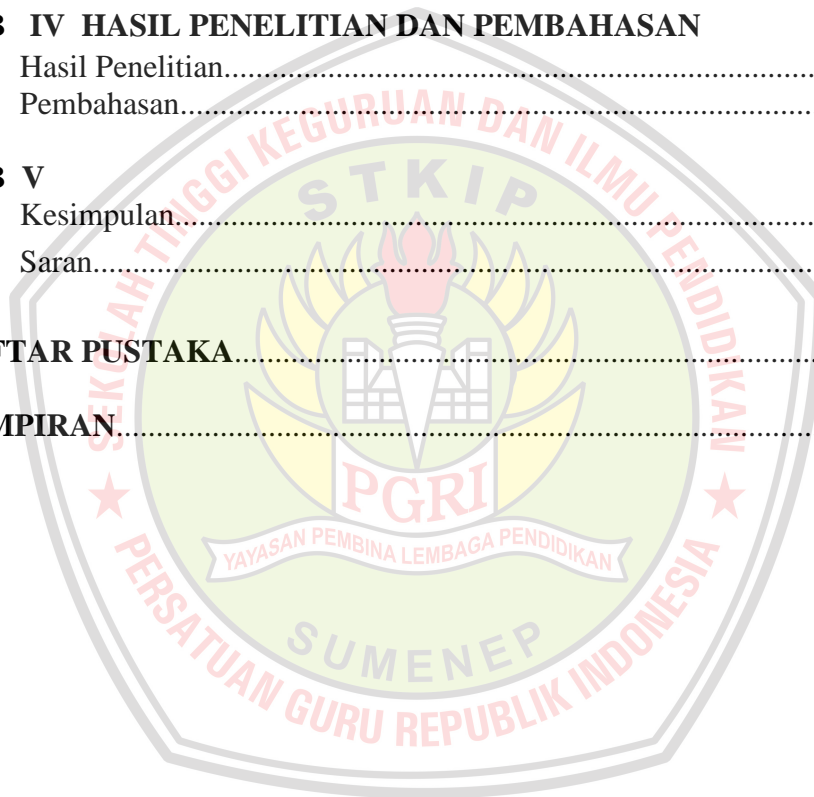 B IV HASIL PENELITIAN DAN PEMBAHASAN
Hasil Penelitian..............................................................................
Pembahasan....................................................................................
B V
Kesimpulan.....................................................................................
Saran...............................................................................................
FTAR PUSTAKA.............................................................................
MPIRAN...........................................................................................
SEKOLAH TINGGI KEGURUAN DAN ILMU PENDIDIKAN
STKIP
PGRI
YAYASAN PEMBINA LEMBAGA PENDIDIKAN
SUMENEP
PERSATUAN GURU REPUBLIK INDONESIA